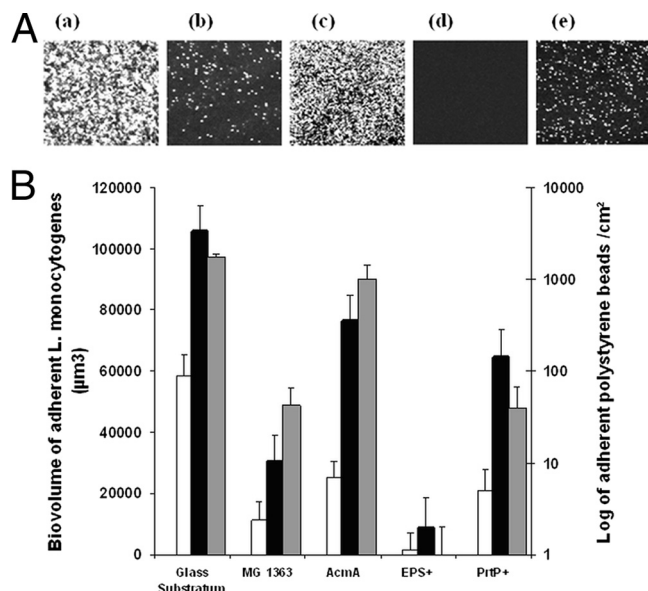 A
(a) (b) (c) (d) (e)
B
Biovolume of adherent L. monocytogenes
(µm3)
120000
100000
80000
60000
40000
20000
0
Glass
Substratum
MG 1363
AcmA
EPS+
PrtP+
10000
1000
100
10
1
Log of adherent polystyrene beads /cm²